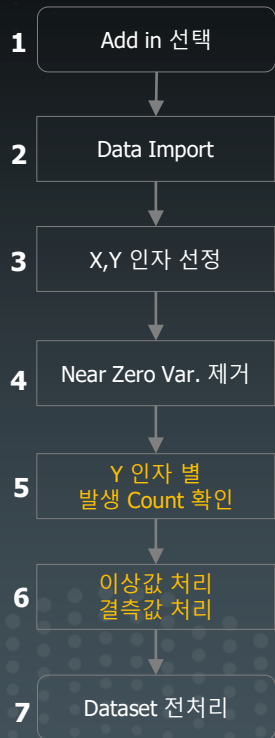 1 Add in 선택
2 Data Import
3 X,Y 인자 선정
4 Near Zero Var. 제거
5 Y 인자 별
발생 Count 확인
6 이상값 처리
결측값 처리
7 Dataset 전처리